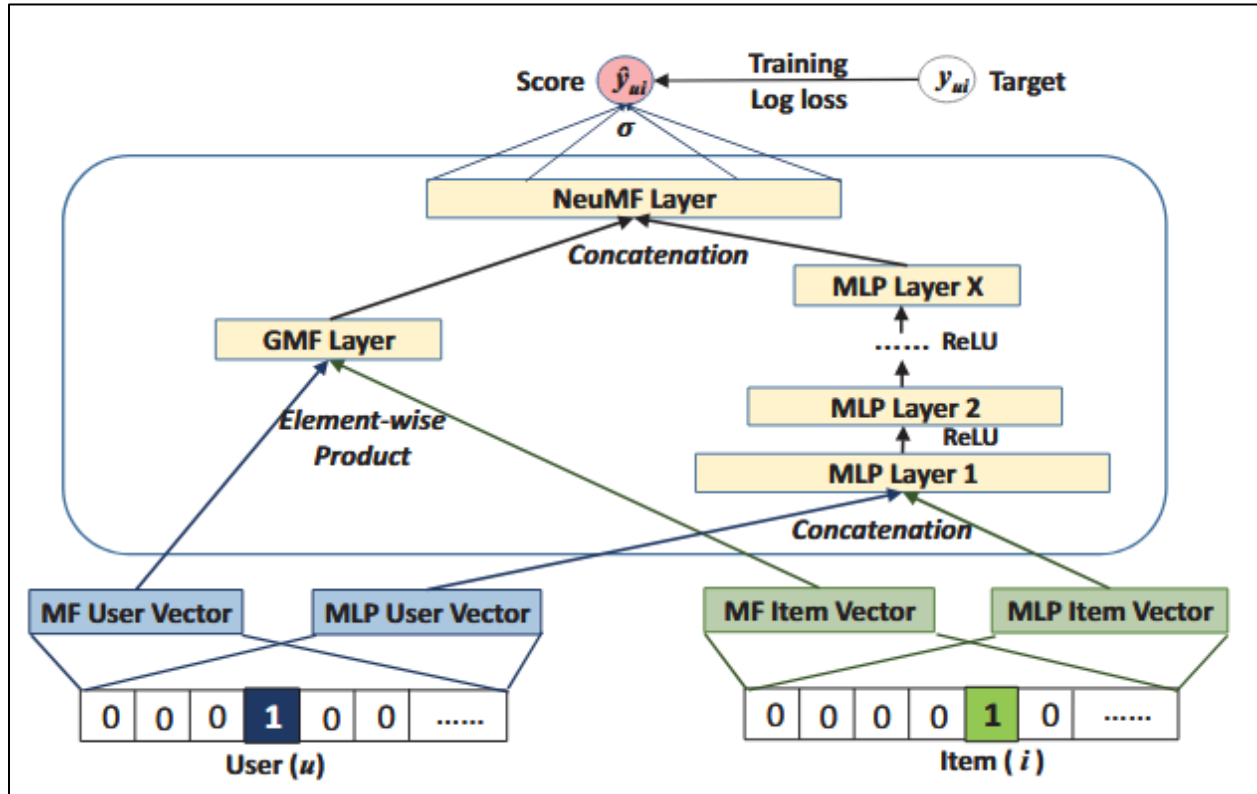 Score ŷui Training yui Target
Log loss
σ
NeuMF Layer
Concatenation
MLP Layer X
GMF Layer
...... ReLU
Element-wise
Product
MLP Layer 2
ReLU
MLP Layer 1
Concatenation
MF User Vector MLP User Vector MF Item Vector MLP Item Vector
0 0 0 1 0 0 ...... 0 0 0 0 1 0 ......
User (u) Item ( i )